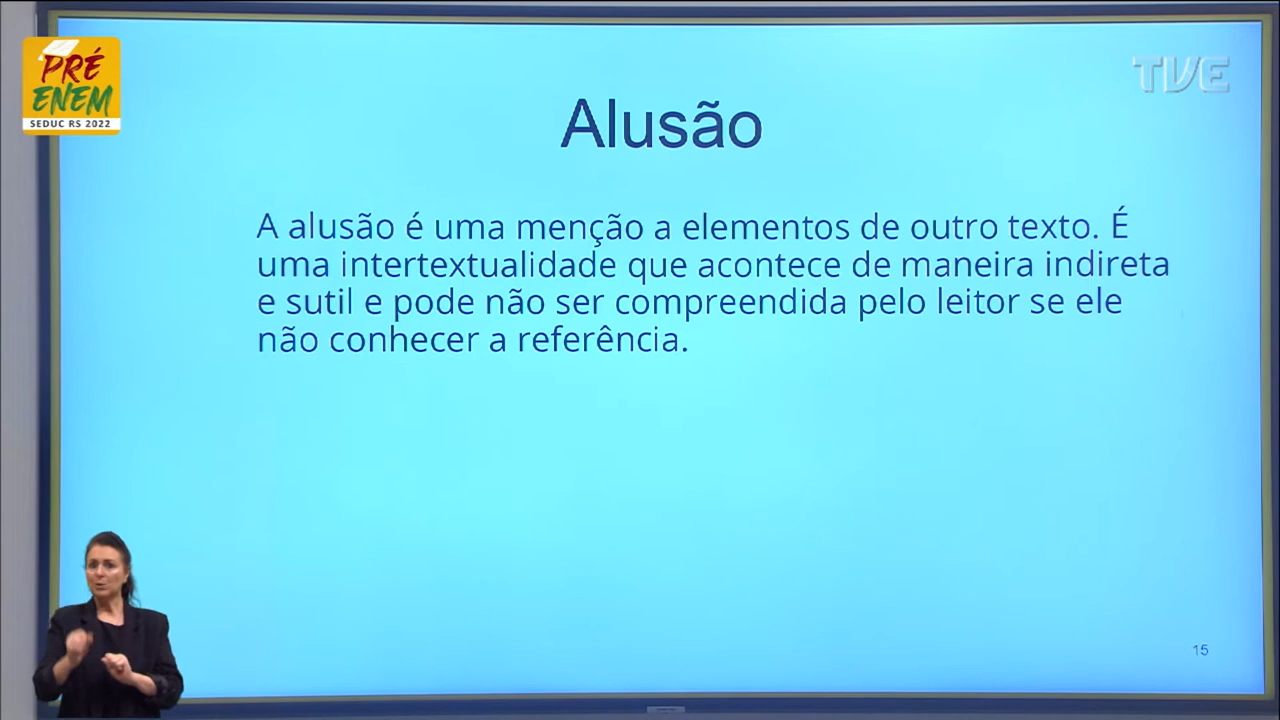 PRÉ
ENEM
SEDUC RS 2022
TVE
Alusão
A alusão é uma menção a elementos de outro texto. É
uma intertextualidade que acontece de maneira indireta
e sutil e pode não ser compreendida pelo leitor se ele
não conhecer a referência.
15